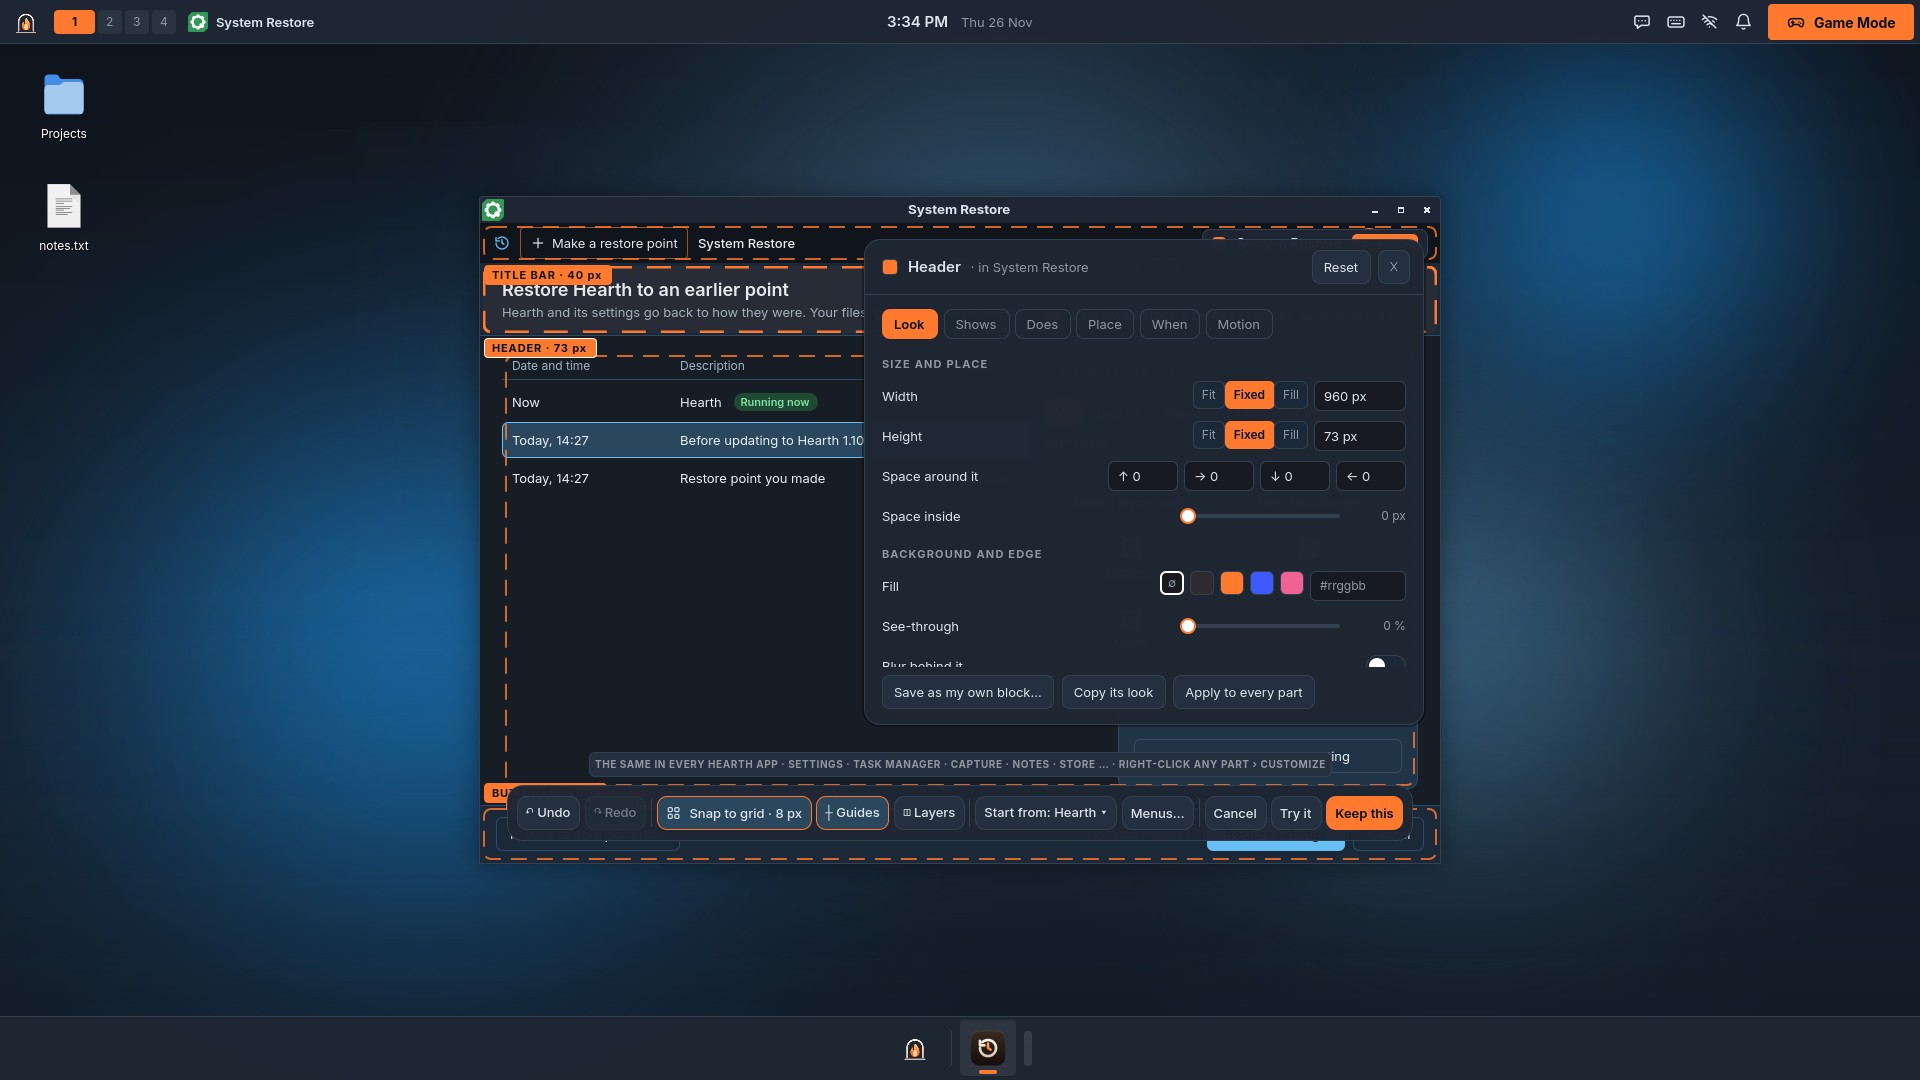 1 2 3 4 System Restore 3:34 PM Thu 26 Nov Game Mode
Projects
notes.txt
System Restore
Make a restore point System Restore
TITLE BAR · 40 px
Restore Hearth to an earlier point
Hearth and its settings go back to how they were. Your files
HEADER · 73 px
Date and time Description
Now Hearth Running now
Today, 14:27 Before updating to Hearth 1.10
Today, 14:27 Restore point you made
Header · in System Restore Reset X
Look Shows Does Place When Motion
SIZE AND PLACE
Width Fit Fixed Fill 960 px
Height Fit Fixed Fill 73 px
Space around it ↑ 0 → 0 ↓ 0 ← 0
Space inside 0 px
BACKGROUND AND EDGE
Fill ∅ #rrggbb
See-through 0 %
Blur behind it
Save as my own block... Copy its look Apply to every part
ing
THE SAME IN EVERY HEARTH APP · SETTINGS · TASK MANAGER · CAPTURE · NOTES · STORE ... · RIGHT-CLICK ANY PART › CUSTOMIZE
BU
Undo Redo Snap to grid · 8 px Guides Layers Start from: Hearth Menus... Cancel Try it Keep this